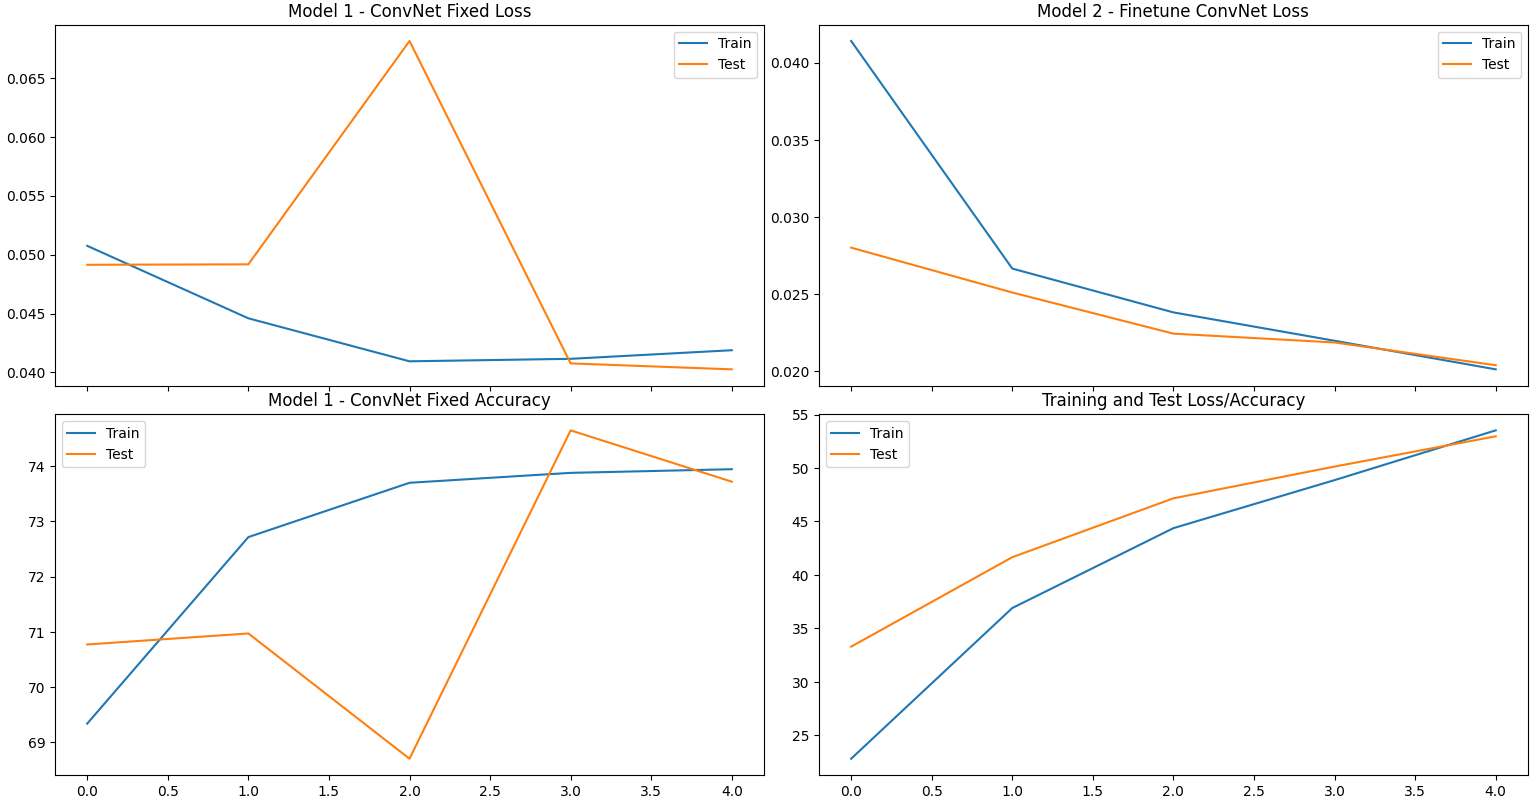 Model 1 - ConvNet Fixed Loss
Train
Test
0.065
0.060
0.055
0.050
0.045
0.040
Model 2 - Finetune ConvNet Loss
Train
Test
0.040
0.035
0.030
0.025
0.020
Model 1 - ConvNet Fixed Accuracy
Train
Test
74
73
72
71
70
69
0.0 0.5 1.0 1.5 2.0 2.5 3.0 3.5 4.0
Training and Test Loss/Accuracy
Train
Test
55
50
45
40
35
30
25
0.0 0.5 1.0 1.5 2.0 2.5 3.0 3.5 4.0